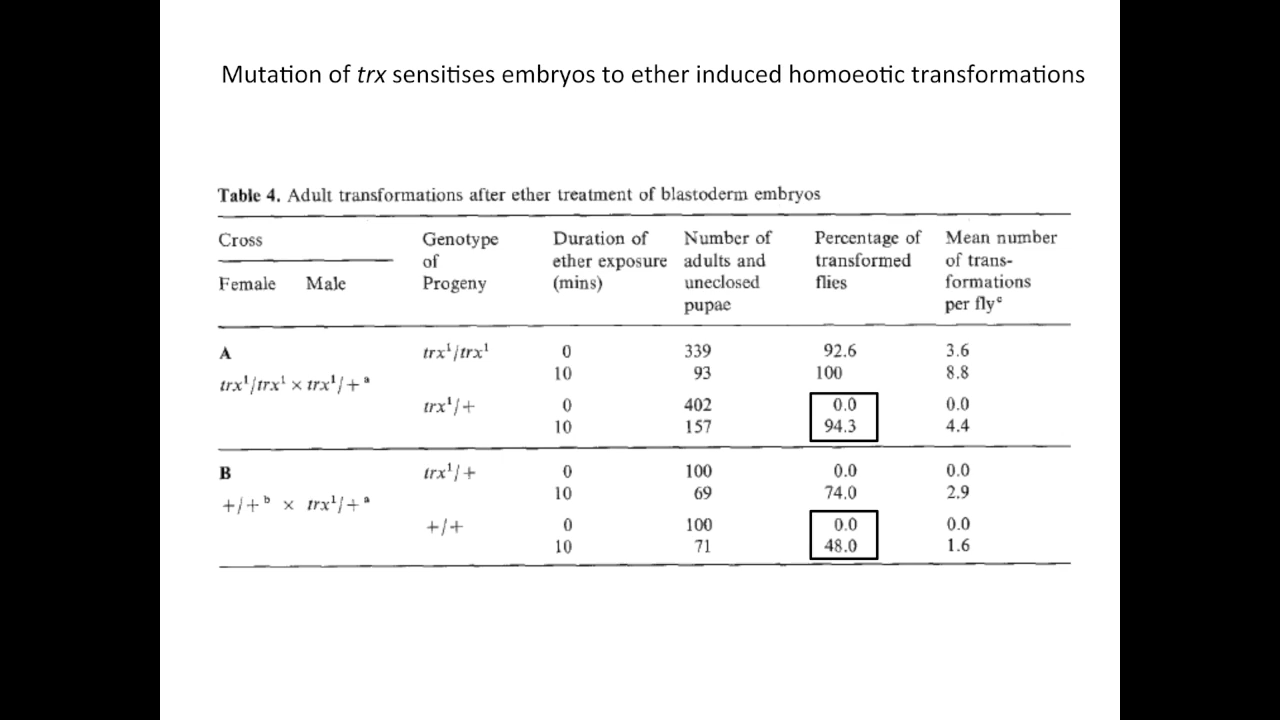 Mutation of trx sensitises embryos to ether induced homoeotic transformations
Table 4. Adult transformations after ether treatment of blastoderm embryos
Cross Genotype Duration of Number of Percentage of Mean number
of ether exposure adults and transformed of trans-
Female Male Progeny (mins) uneclosed flies formations
pupae per flyᶜ
A trx¹/trx¹ 0 339 92.6 3.6
10 93 100 8.8
trx¹/trx¹ × trx¹/+ᵃ
trx¹/+ 0 402 0.0 0.0
10 157 94.3 4.4
B trx¹/+ 0 100 0.0 0.0
10 69 74.0 2.9
+/+ᵇ × trx¹/+ᵃ
+/+ 0 100 0.0 0.0
10 71 48.0 1.6